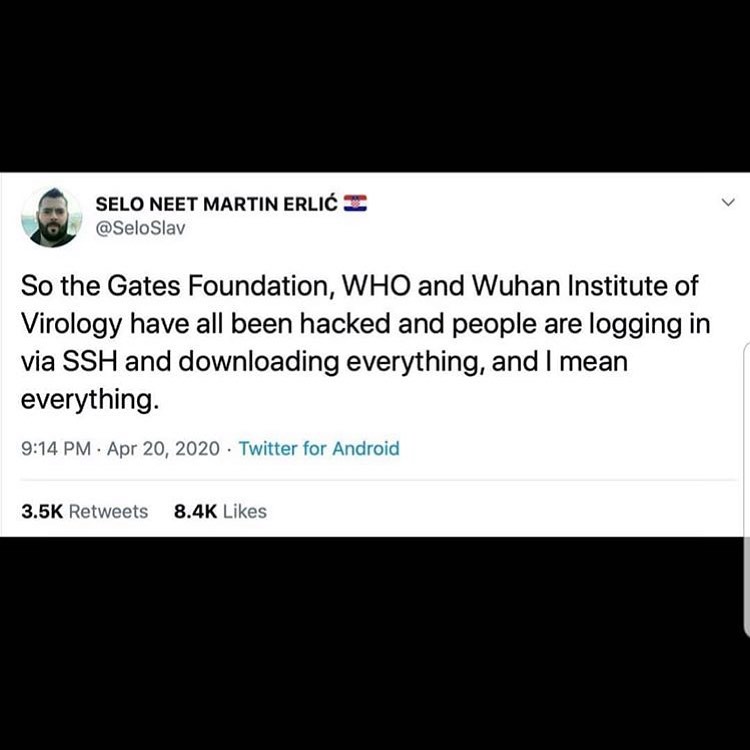 SELO NEET MARTIN ERLIĆ 🇭🇷
@SeloSlav
So the Gates Foundation, WHO and Wuhan Institute of
Virology have all been hacked and people are logging in
via SSH and downloading everything, and I mean
everything.
9:14 PM · Apr 20, 2020 · Twitter for Android
3.5K Retweets 8.4K Likes